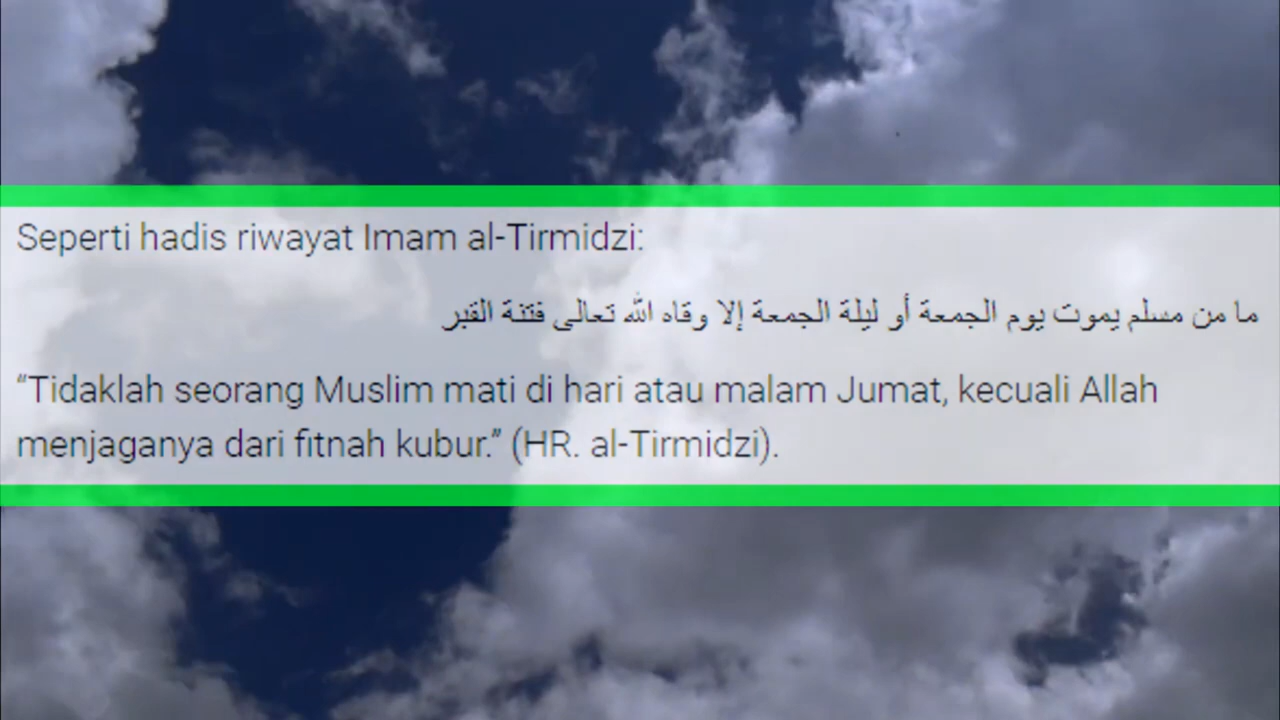 Seperti hadis riwayat Imam al-Tirmidzi:
ما من مسلم يموت يوم الجمعة أو ليلة الجمعة إلا وقاه الله تعالى فتنة القبر
“Tidaklah seorang Muslim mati di hari atau malam Jumat, kecuali Allah
menjaganya dari fitnah kubur.” (HR. al-Tirmidzi).